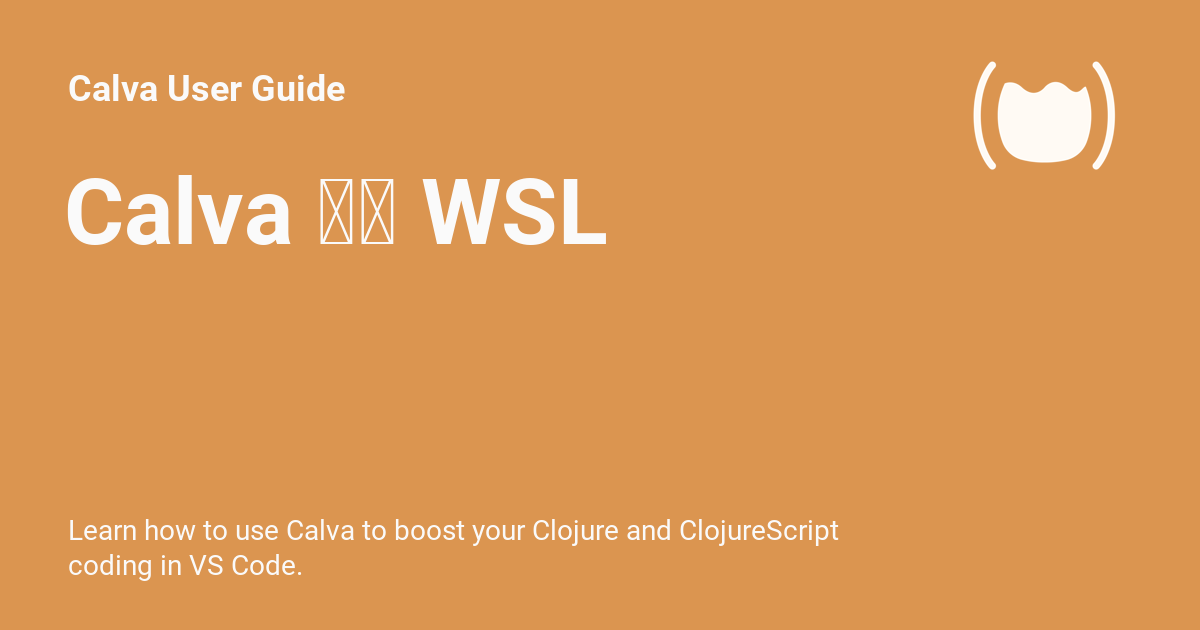 Calva User Guide
Calva WSL
Learn how to use Calva to boost your Clojure and ClojureScript
coding in VS Code.